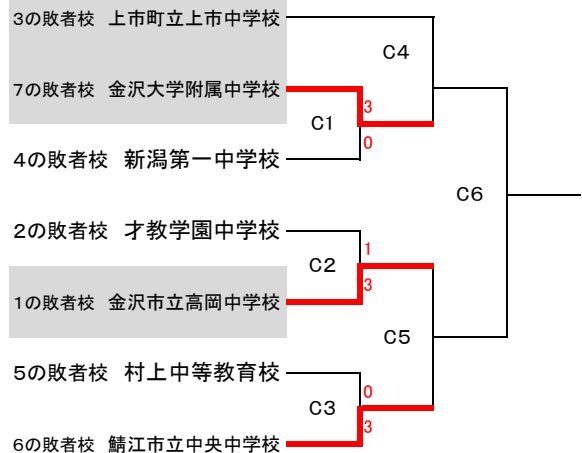 3の敗者校 上市町立上市中学校
C4
7の敗者校 金沢大学附属中学校
3
C1
0
4の敗者校 新潟第一中学校
C6
2の敗者校 才教学園中学校
1
C2
3
1の敗者校 金沢市立高岡中学校
C5
5の敗者校 村上中等教育校
0
C3
3
6の敗者校 鯖江市立中央中学校